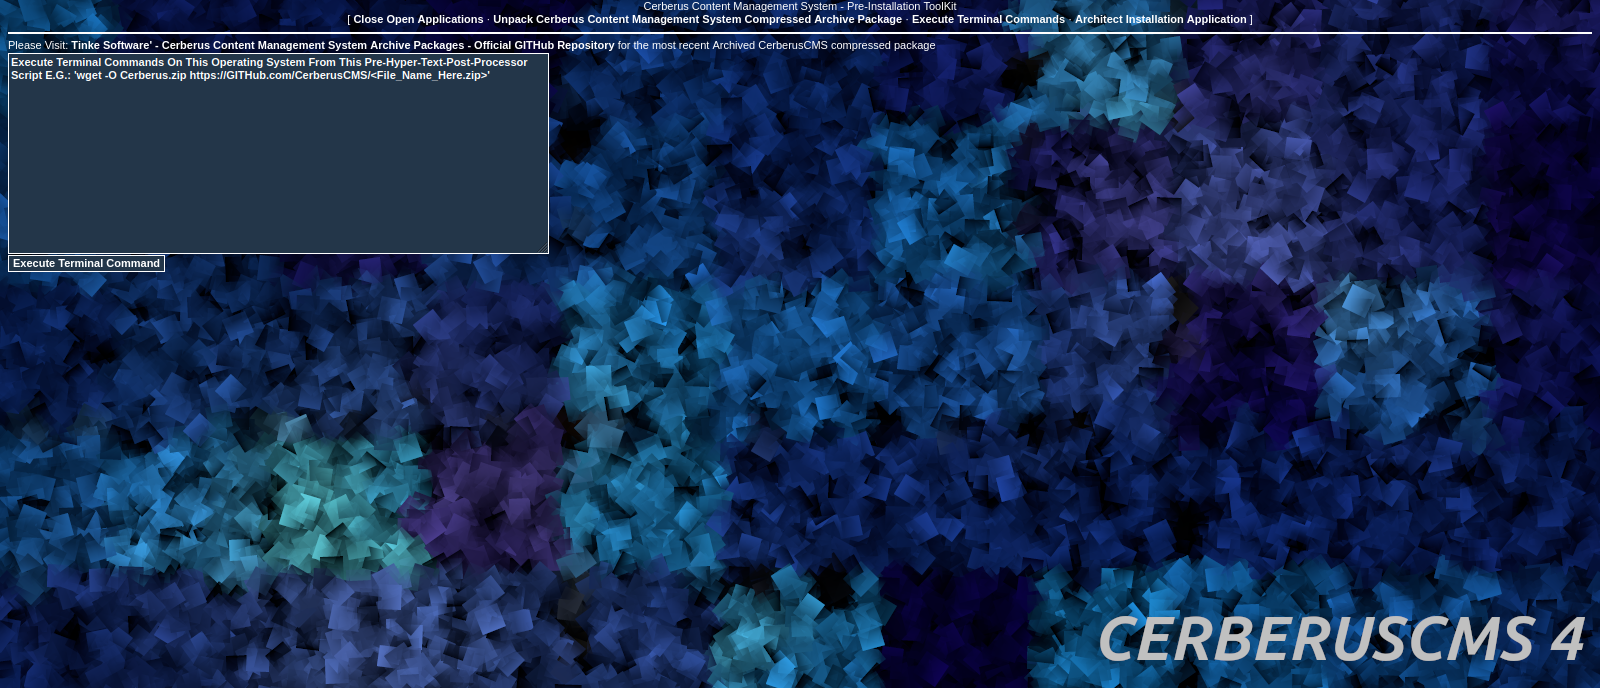 Cerberus Content Management System - Pre-Installation ToolKit
[ Close Open Applications · Unpack Cerberus Content Management System Compressed Archive Package · Execute Terminal Commands · Architect Installation Application ]
Please Visit: Tinke Software' - Cerberus Content Management System Archive Packages - Official GITHub Repository for the most recent Archived CerberusCMS compressed package
Execute Terminal Commands On This Operating System From This Pre-Hyper-Text-Post-Processor
Script E.G.: 'wget -O Cerberus.zip https://GITHub.com/CerberusCMS/<File_Name_Here.zip>'
Execute Terminal Command
CERBERUSCMS 4